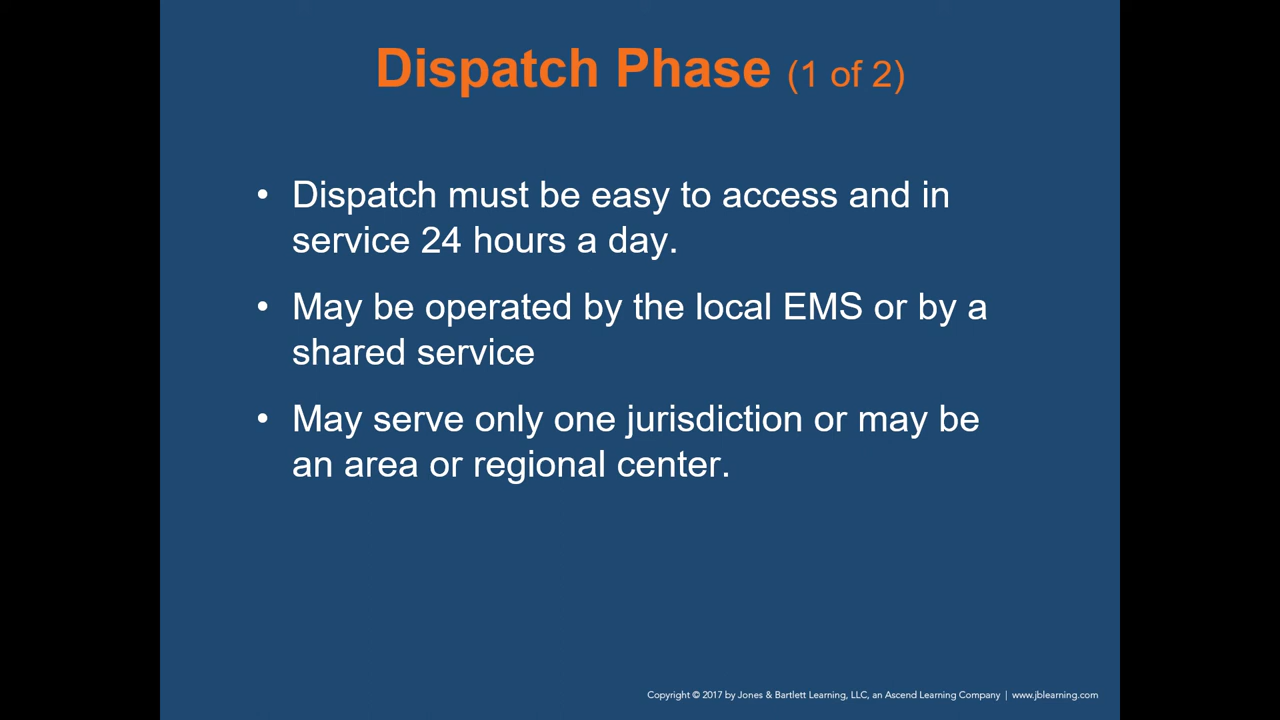 Dispatch Phase (1 of 2)
• Dispatch must be easy to access and in
service 24 hours a day.
• May be operated by the local EMS or by a
shared service
• May serve only one jurisdiction or may be
an area or regional center.
Copyright © 2017 by Jones & Bartlett Learning, LLC, an Ascend Learning Company | www.jblearning.com